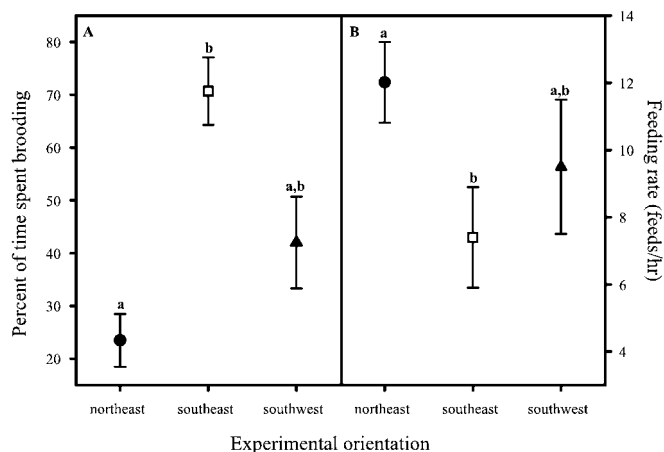 A
B
Percent of time spent brooding
80
70
60
50
40
30
20
a
b
a,b
a
b
a,b
14
12
10
8
6
4
Feeding rate (feeds/hr)
northeast southeast southwest northeast southeast southwest
Experimental orientation